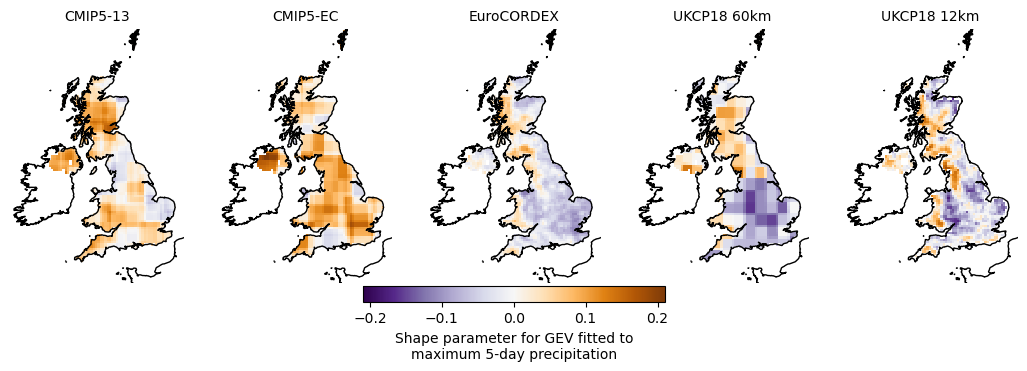 CMIP5-13
CMIP5-EC
EuroCORDEX
UKCP18 60km
UKCP18 12km
−0.2
−0.1
0.0
0.1
0.2
Shape parameter for GEV fitted to
maximum 5-day precipitation